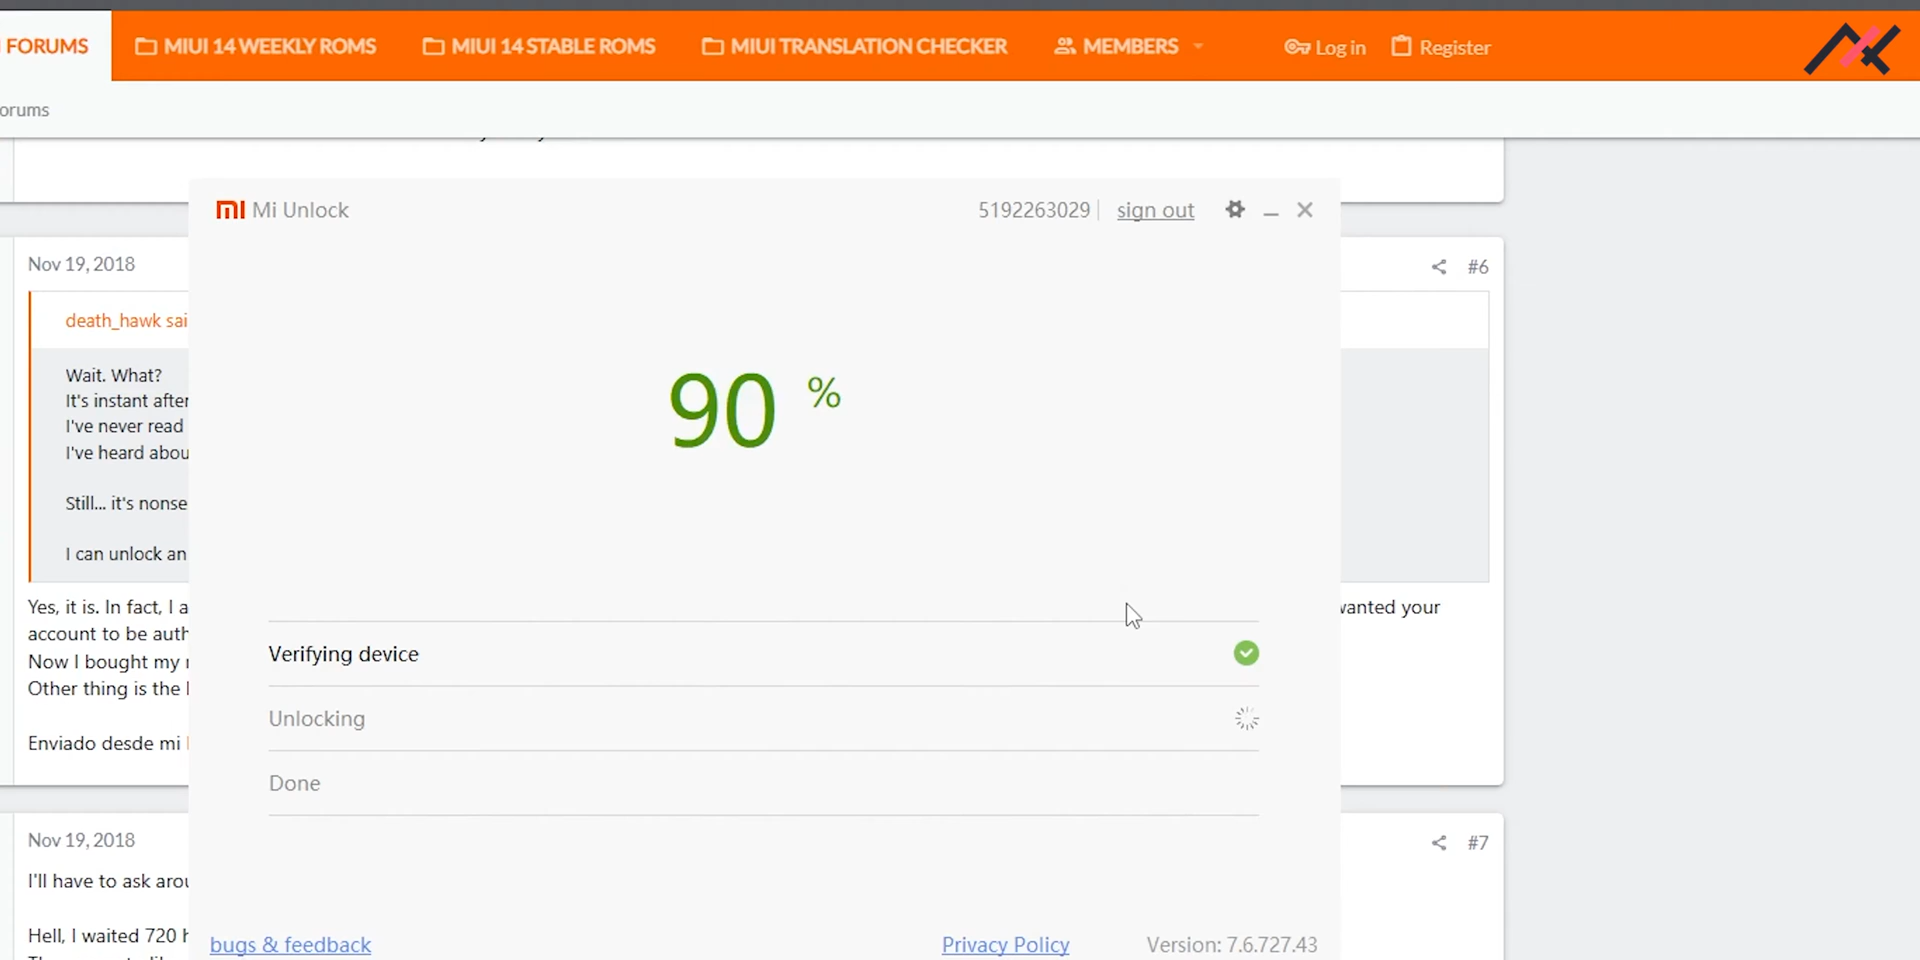 FORUMS
MIUI 14 WEEKLY ROMS
MIUI 14 STABLE ROMS
MIUI TRANSLATION CHECKER
MEMBERS
Log in
Register
orums
Mi Unlock
5192263029
sign out
Nov 19, 2018
#6
death_hawk sai
Wait. What?
It's instant after
I've never read
I've heard abou
Still... it's nonse
I can unlock an
90 %
Yes, it is. In fact, I a
wanted your
account to be auth
Now I bought my
Other thing is the
Enviado desde mi
Verifying device
Unlocking
Done
Nov 19, 2018
#7
I'll have to ask arou
Hell, I waited 720 h
bugs & feedback
Privacy Policy
Version: 7.6.727.43